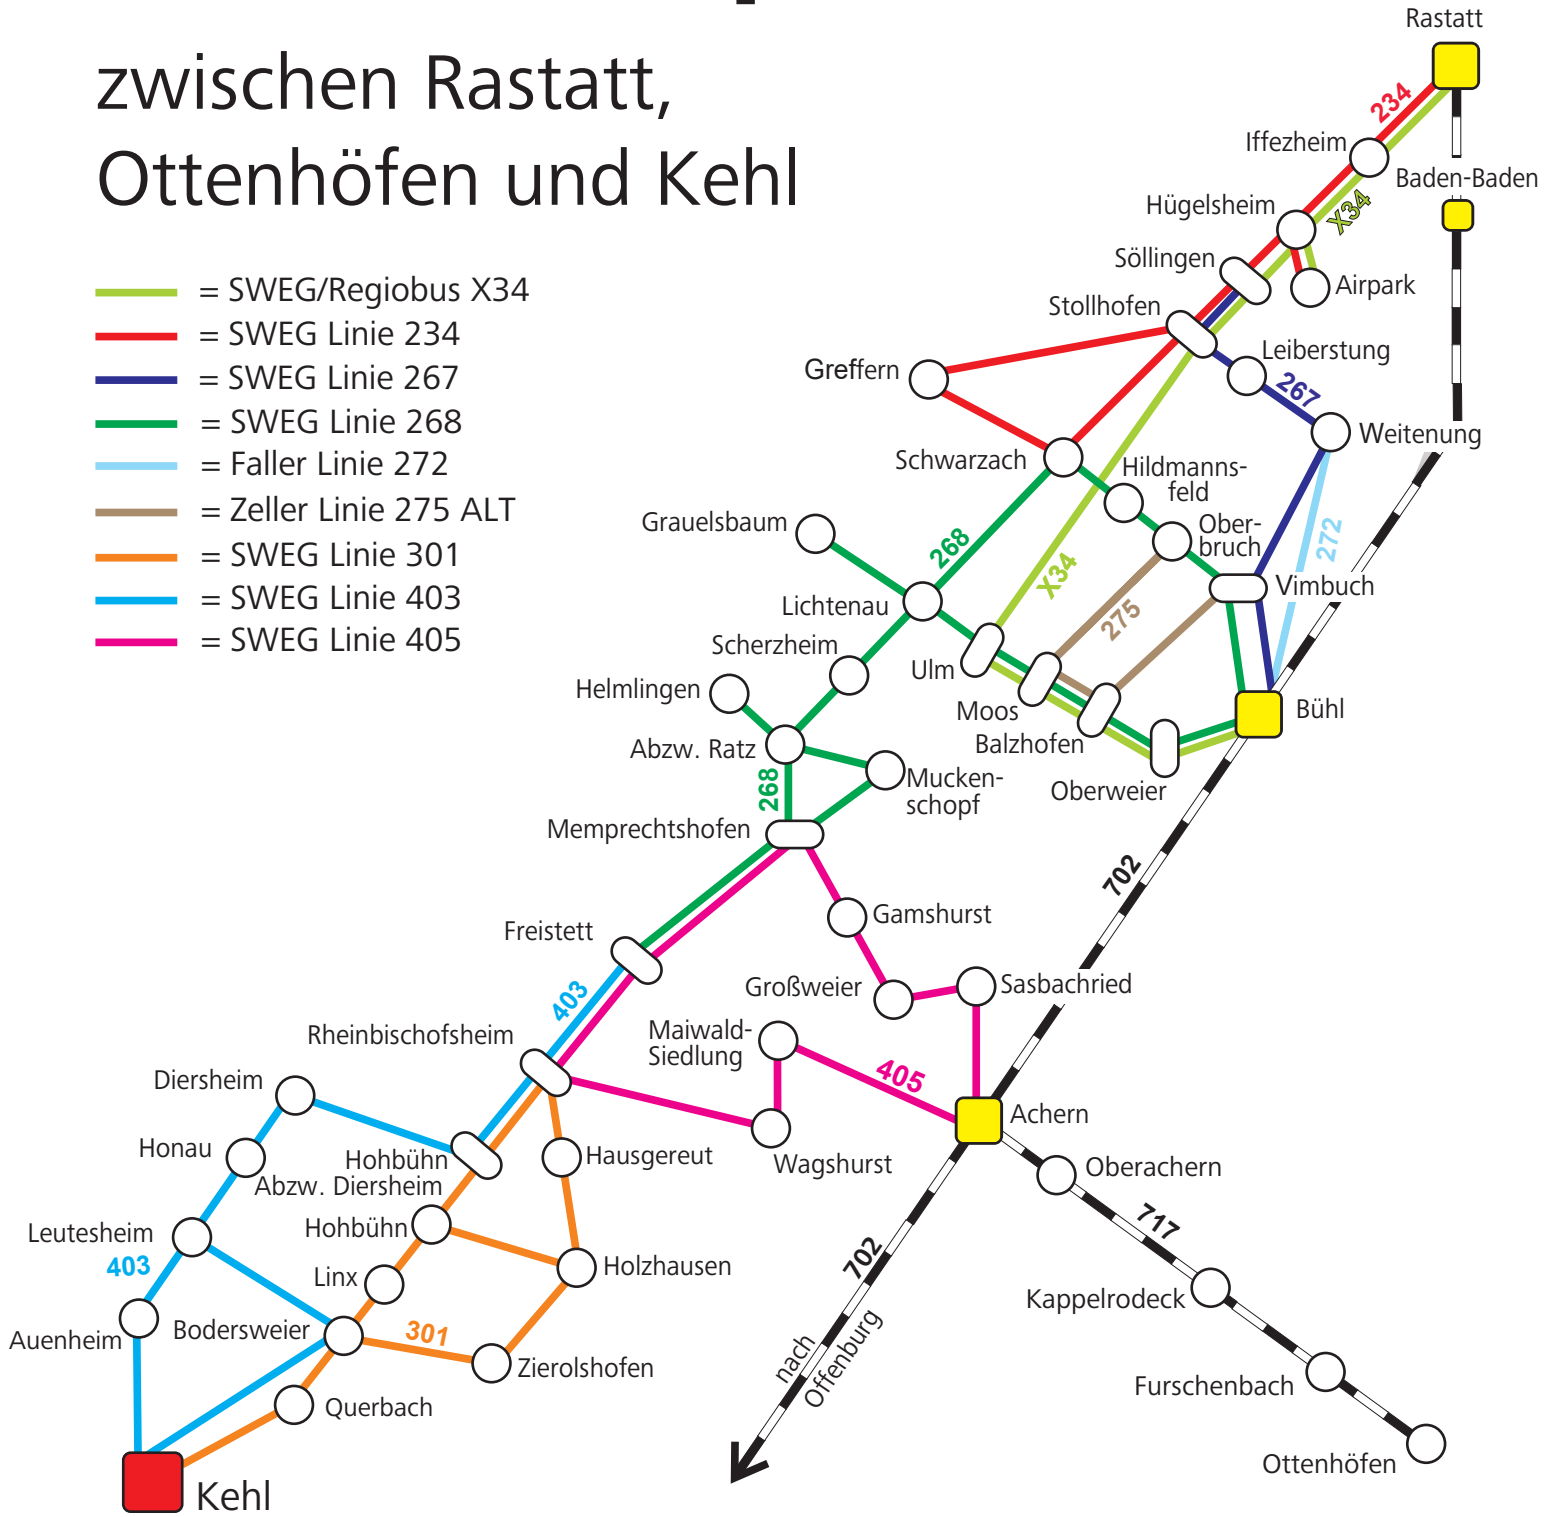 zwischen Rastatt,
Ottenhöfen und Kehl
= SWEG/Regiobus X34
= SWEG Linie 234
= SWEG Linie 267
= SWEG Linie 268
= Faller Linie 272
= Zeller Linie 275 ALT
= SWEG Linie 301
= SWEG Linie 403
= SWEG Linie 405
Rastatt
234
Iffezheim
Baden-Baden
Hügelsheim
X34
Söllingen
Airpark
Stollhofen
Leiberstung
Greffern
267
Weitenung
Schwarzach
Hildmanns-
feld
Grauelsbaum
Ober-
bruch
268
272
X34
Vimbuch
Lichtenau
275
Scherzheim
Ulm
Helmlingen
Moos
Bühl
Abzw. Ratz
Balzhofen
Mucken-
schopf
268
Oberweier
Memprechtshofen
702
Gamshurst
Freistett
Großweier
Sasbachried
403
Rheinbischofsheim
Maiwald-
Siedlung
405
Diersheim
Achern
Honau
Hohbühn
Abzw. Diersheim
Hausgereut
Wagshurst
Oberachern
Leutesheim
Hohbühn
717
403
Linx
Holzhausen
702
Kappelrodeck
Auenheim
Bodersweier
301
nach
Offenburg
Zierolshofen
Furschenbach
Querbach
Ottenhöfen
Kehl